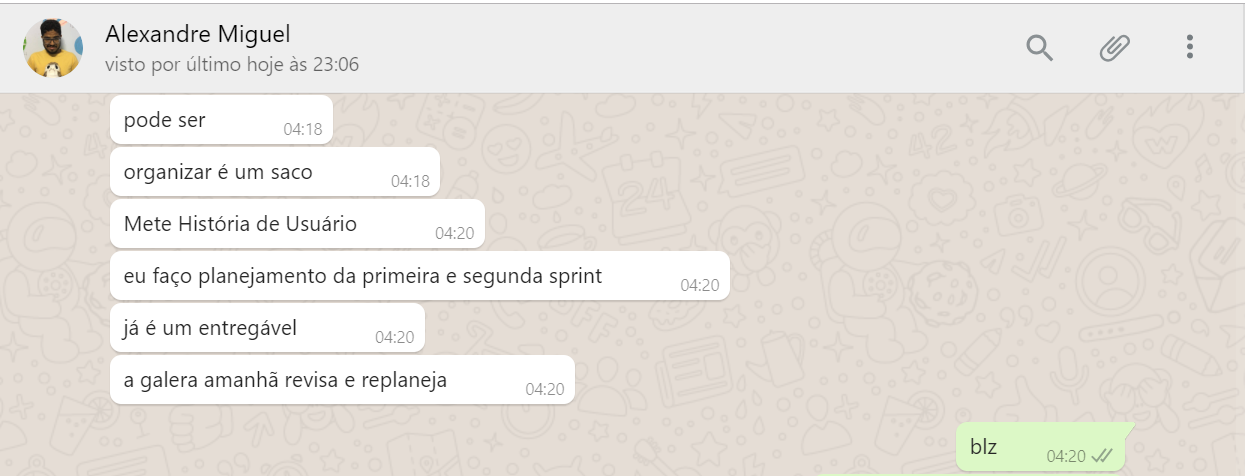 Alexandre Miguel
visto por último hoje às 23:06
pode ser
04:18
organizar é um saco
04:18
Mete História de Usuário
04:20
eu faço planejamento da primeira e segunda sprint
04:20
já é um entregável
04:20
a galera amanhã revisa e replaneja
04:20
blz
04:20